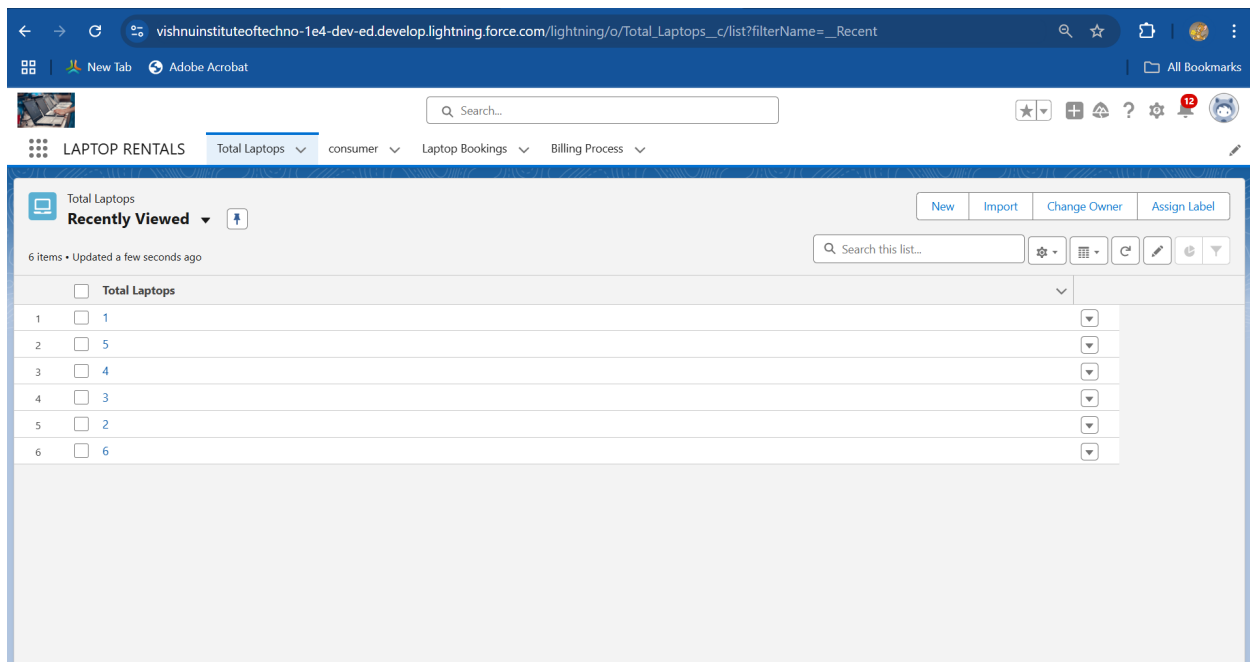 vishnuinstituteoftechno-1e4-dev-ed.develop.lightning.force.com/lightning/o/Total_Laptops__c/list?filterName=__Recent
New Tab Adobe Acrobat All Bookmarks
Search... 12
LAPTOP RENTALS Total Laptops consumer Laptop Bookings Billing Process
Total Laptops
Recently Viewed New Import Change Owner Assign Label
6 items • Updated a few seconds ago Search this list...
Total Laptops
1 1
2 5
3 4
4 3
5 2
6 6